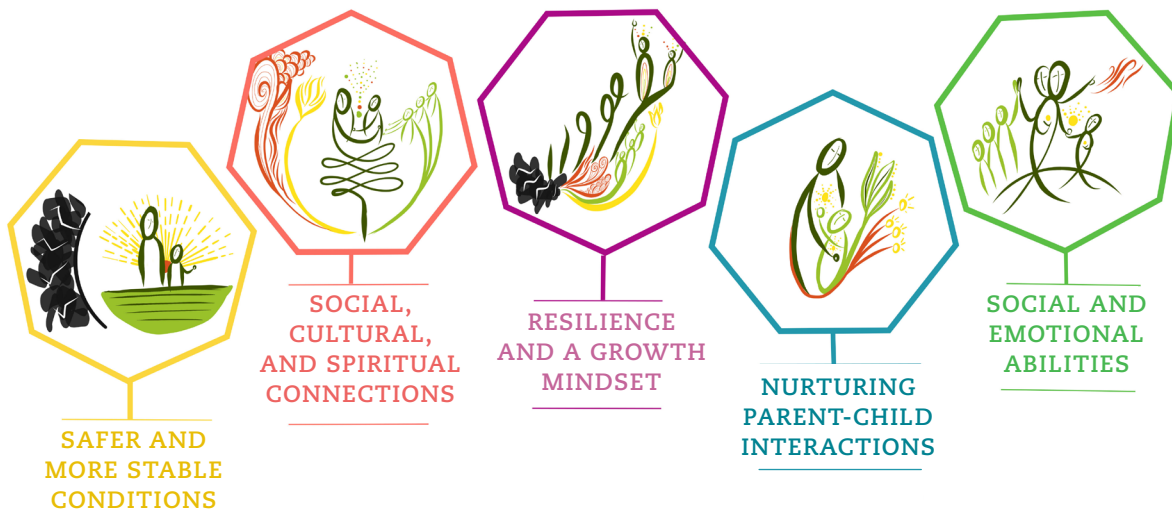 SAFER AND
MORE STABLE
CONDITIONS
SOCIAL,
CULTURAL,
AND SPIRITUAL
CONNECTIONS
RESILIENCE
AND A GROWTH
MINDSET
NURTURING
PARENT-CHILD
INTERACTIONS
SOCIAL AND
EMOTIONAL
ABILITIES